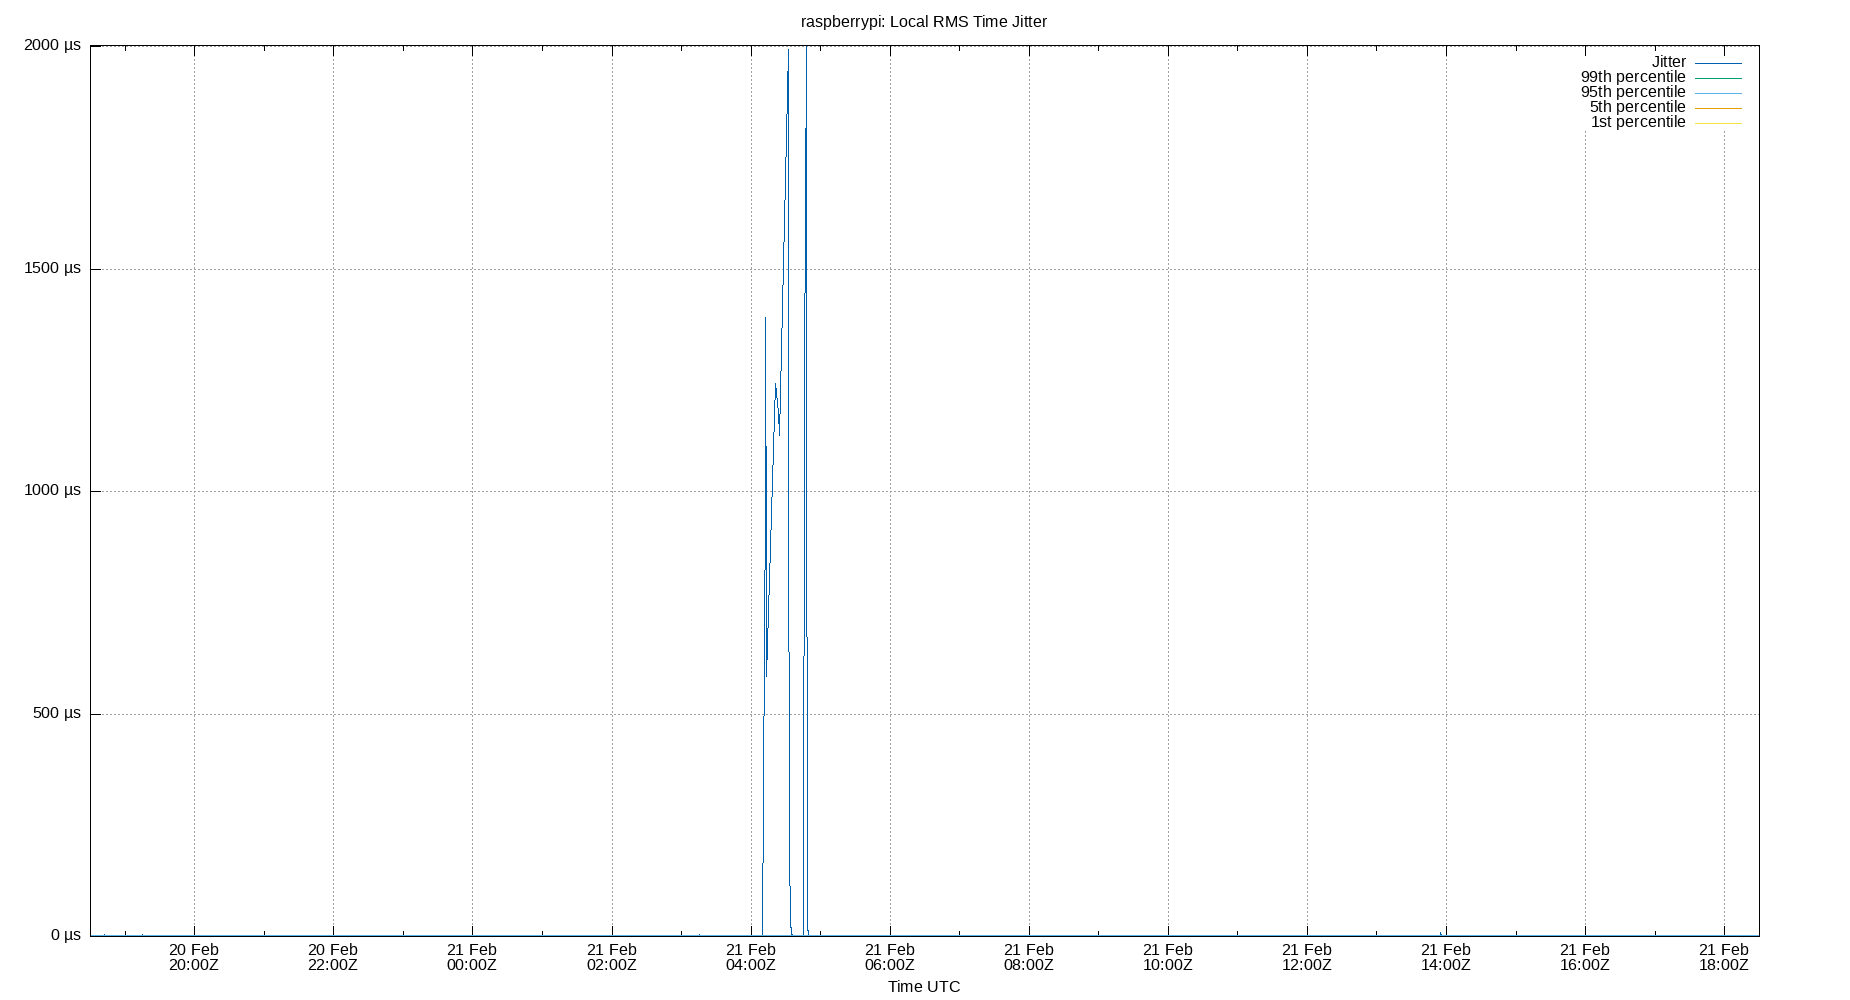 raspberrypi: Local RMS Time Jitter
2000 µs
1500 µs
1000 µs
500 µs
0 µs
Jitter
99th percentile
95th percentile
5th percentile
1st percentile
20 Feb 20 Feb 21 Feb 21 Feb 21 Feb 21 Feb 21 Feb 21 Feb 21 Feb 21 Feb 21 Feb 21 Feb
20:00Z 22:00Z 00:00Z 02:00Z 04:00Z 06:00Z 08:00Z 10:00Z 12:00Z 14:00Z 16:00Z 18:00Z
Time UTC